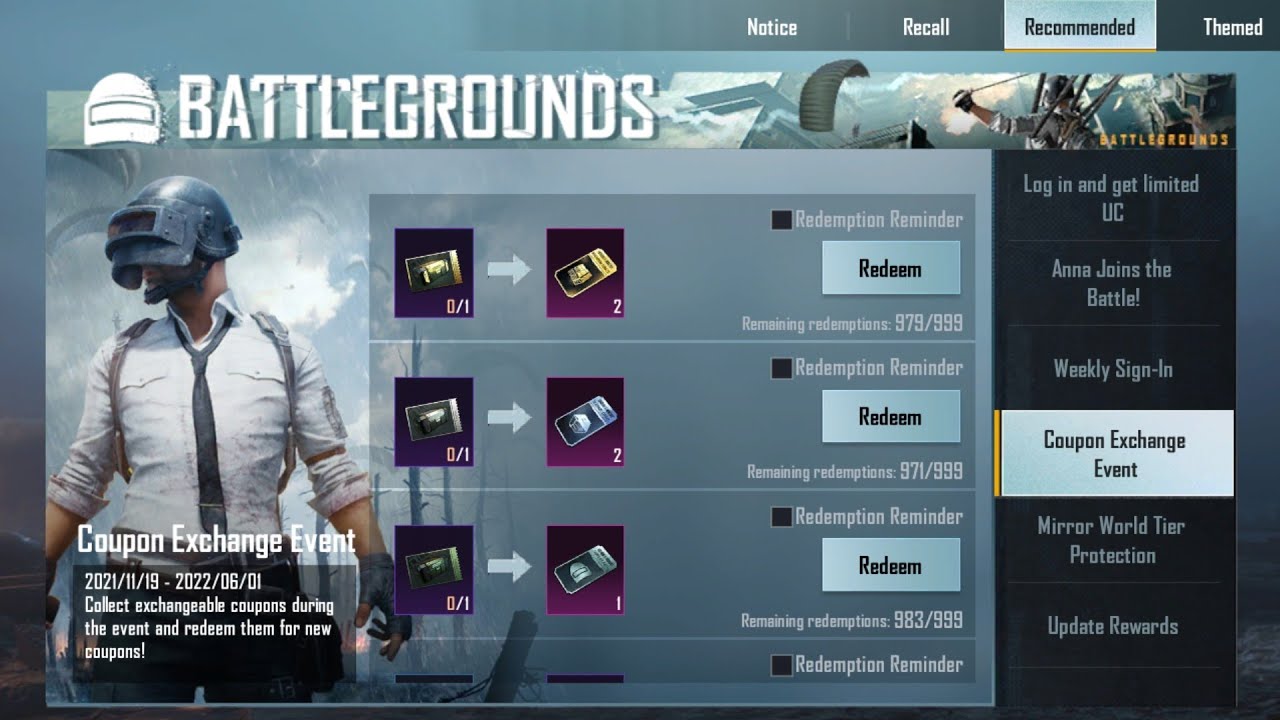 Notice
Recall
Recommended
Themed
BATTLEGROUNDS
BATTLEGROUNDS
Redemption Reminder
0/1
2
Redeem
Remaining redemptions: 979/999
Redemption Reminder
0/1
2
Redeem
Remaining redemptions: 971/999
Redemption Reminder
0/1
1
Redeem
Remaining redemptions: 983/999
Redemption Reminder
Coupon Exchange Event
2021/11/19 - 2022/06/01
Collect exchangeable coupons during
the event and redeem them for new
coupons!
Log in and get limited
UC
Anna Joins the
Battle!
Weekly Sign-In
Coupon Exchange
Event
Mirror World Tier
Protection
Update Rewards